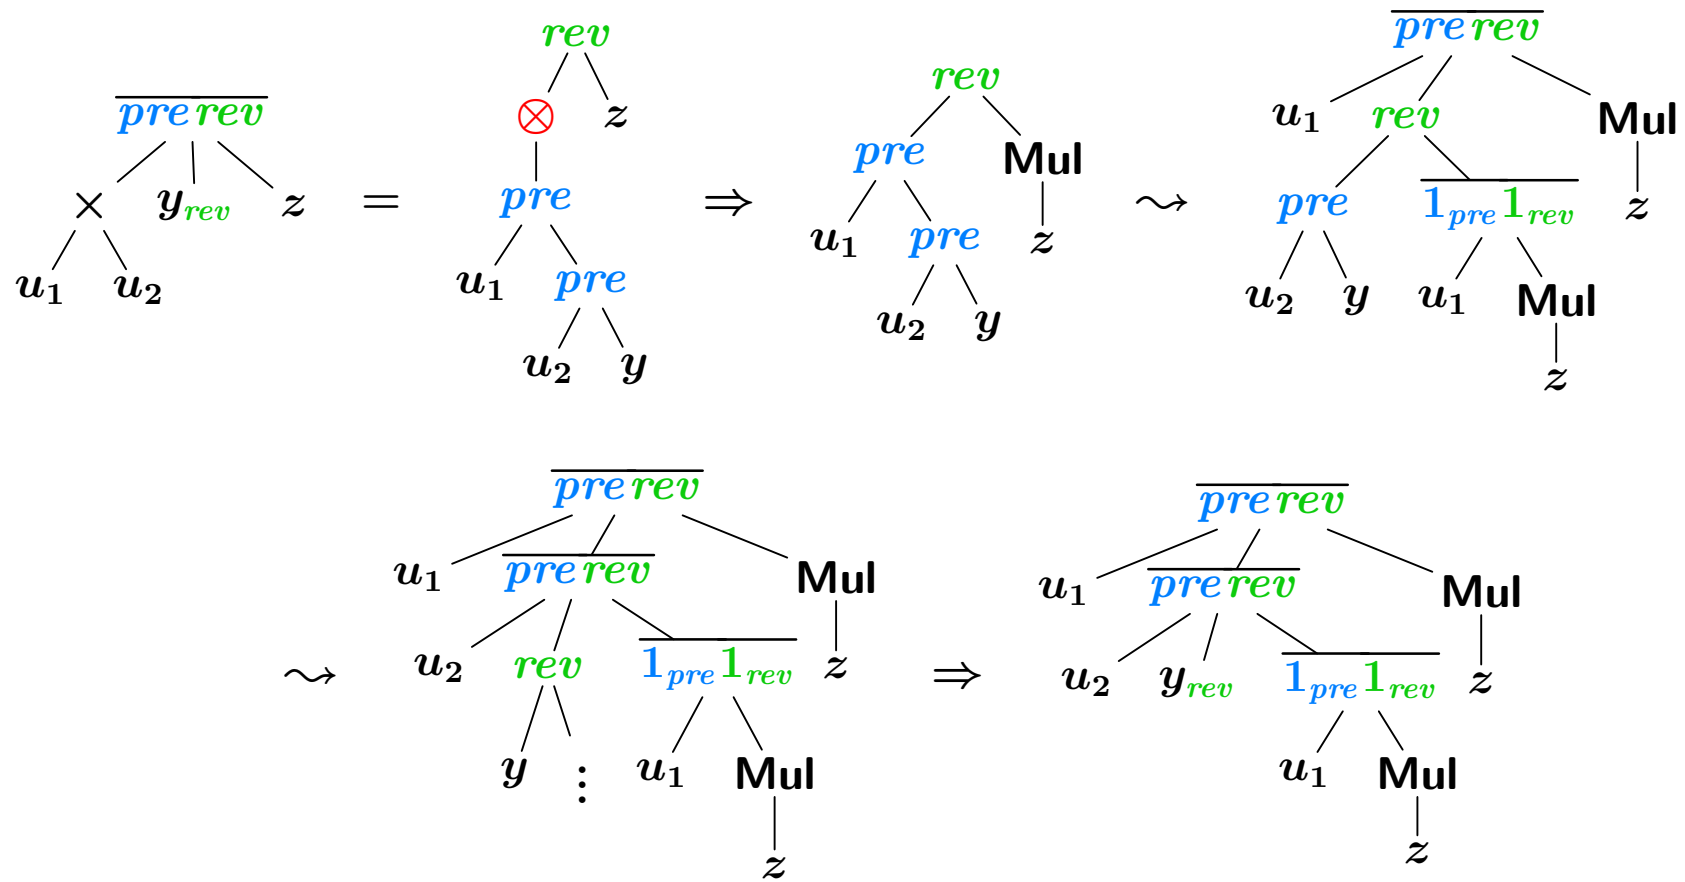 rev
pre rev
pre rev
rev
⊗
z
rev
u₁
Mul
×
y_rev
z
=
pre
⇒
pre
Mul
⤳
pre
1_pre 1_rev
z
u₁
u₂
u₁
pre
u₁
pre
z
u₂
y
u₁
Mul
u₂
y
u₂
y
z
pre rev
pre rev
u₁
pre rev
Mul
u₁
pre rev
Mul
⤳
u₂
rev
1_pre 1_rev
z
⇒
u₂
y_rev
1_pre 1_rev
z
y
⋮
u₁
Mul
u₁
Mul
z
z